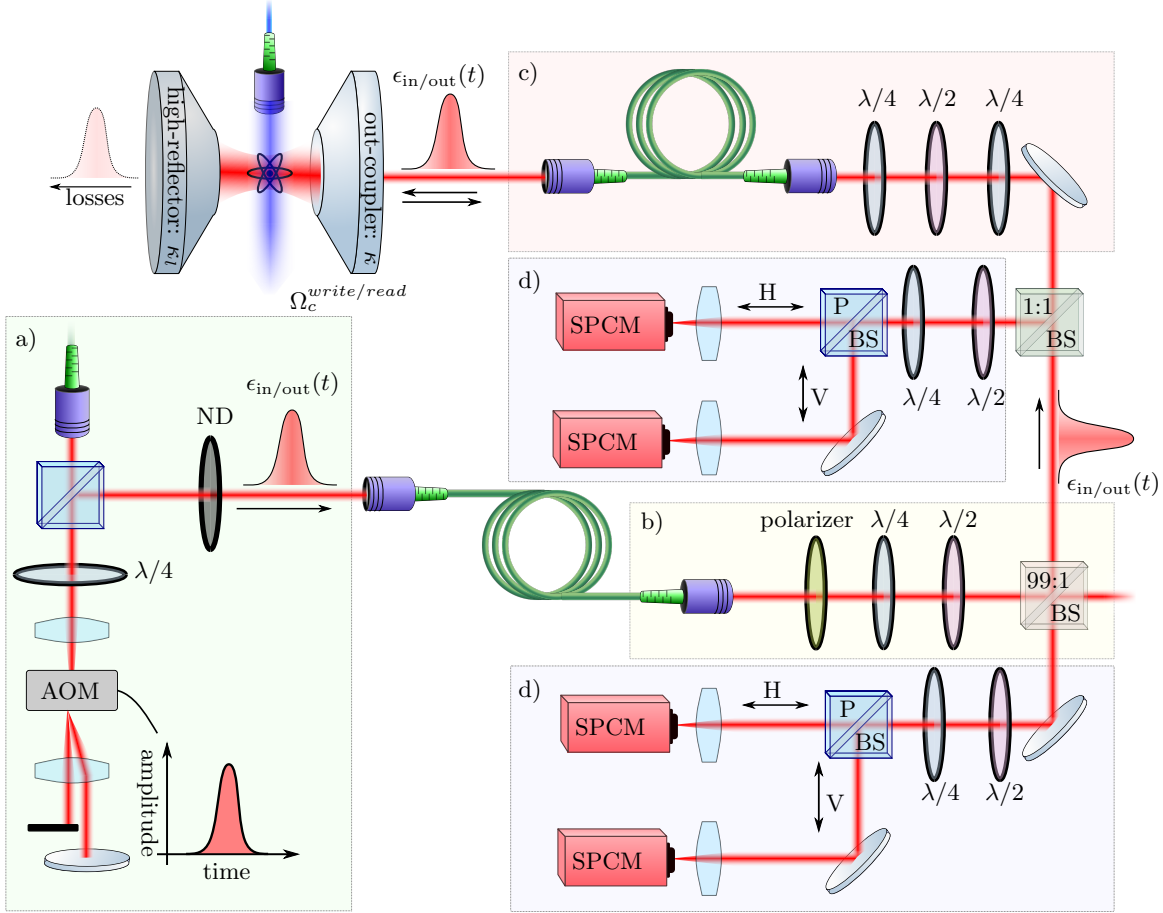 high-reflector: κ_l
out-coupler: κ
ϵ_in/out(t)
losses
Ω_c^write/read
c)
λ/4
λ/2
λ/4
d)
SPCM
H
P
BS
1:1
BS
λ/4
λ/2
V
SPCM
a)
ND
ϵ_in/out(t)
λ/4
AOM
amplitude
time
ϵ_in/out(t)
b)
polarizer
λ/4
λ/2
99:1
BS
d)
SPCM
H
P
BS
λ/4
λ/2
V
SPCM